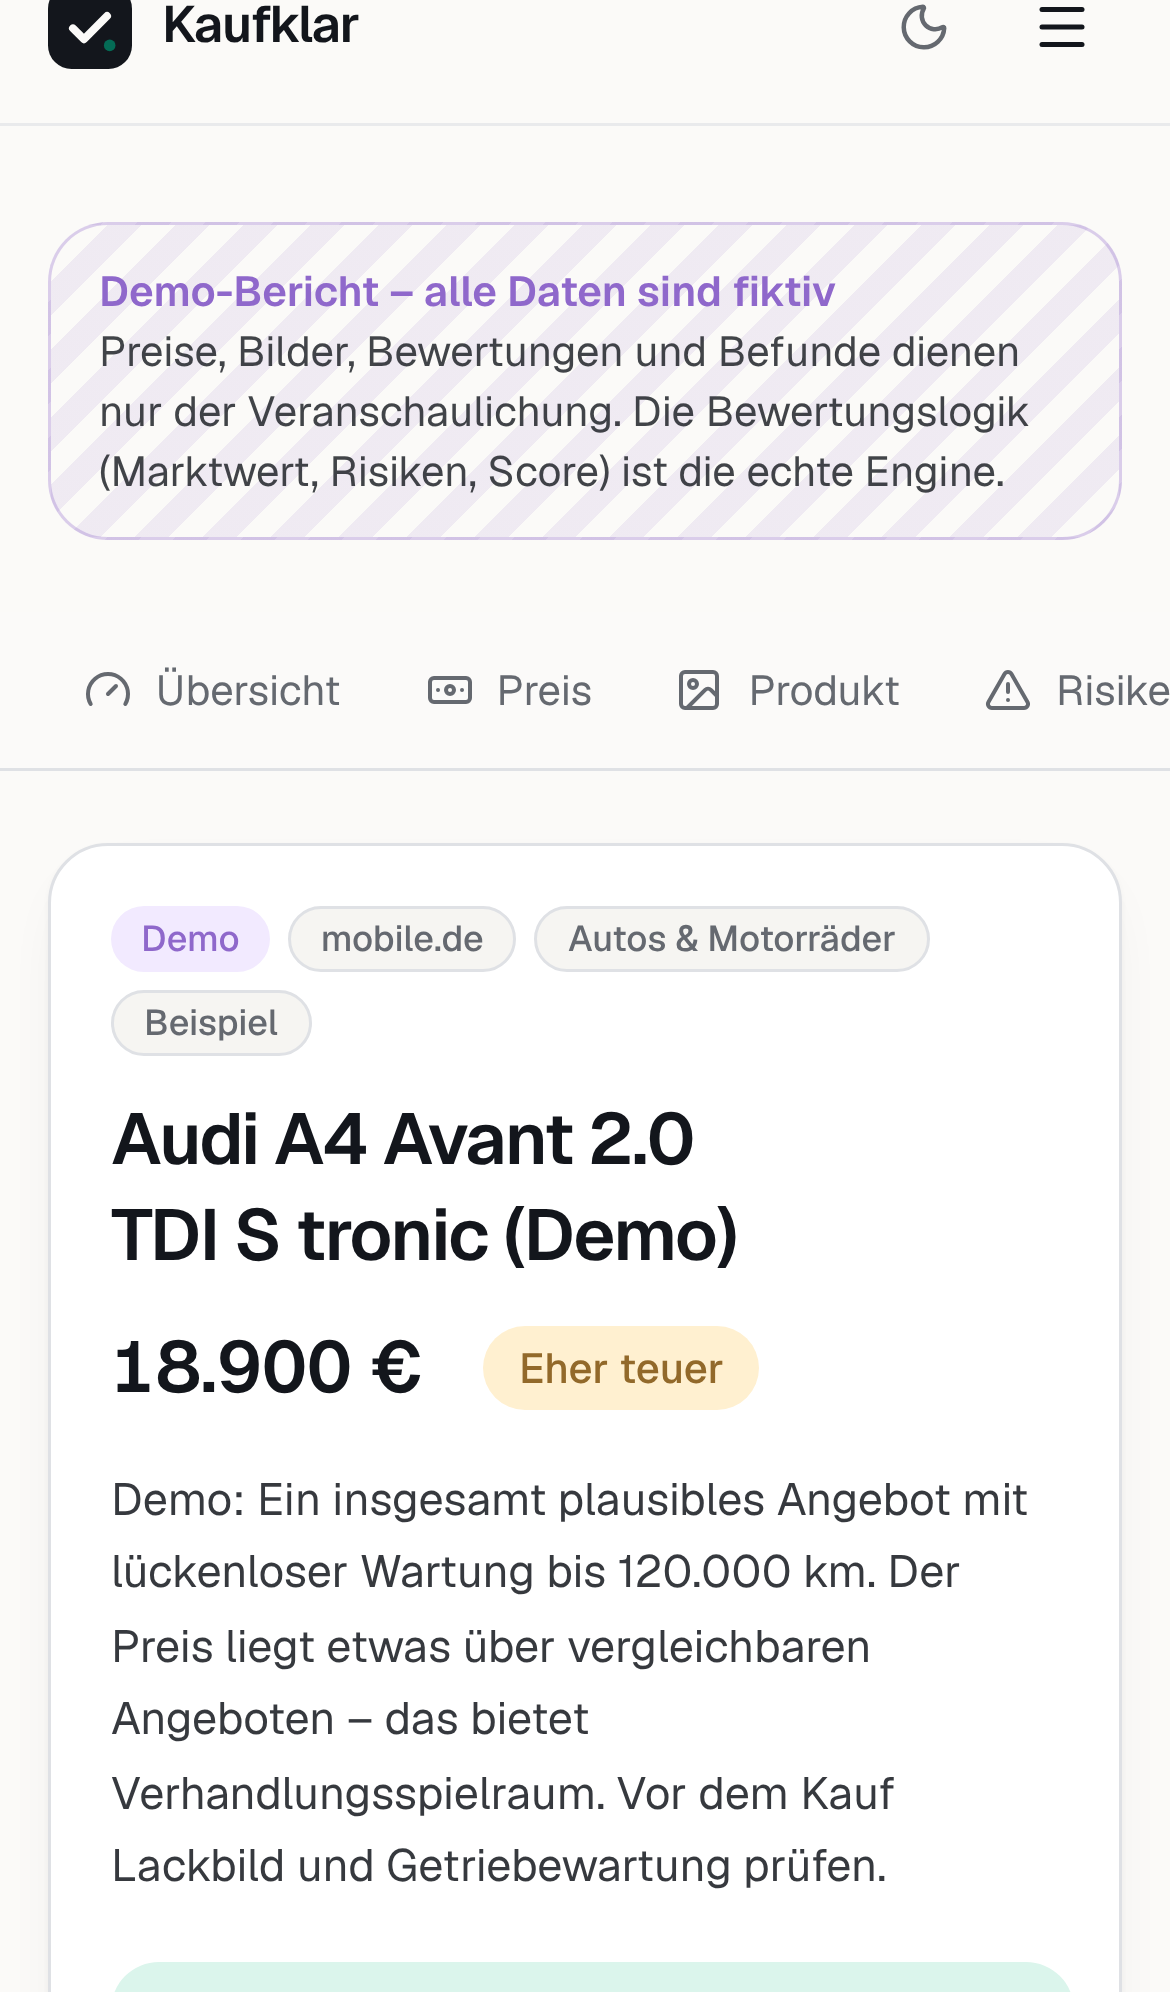 Kaufklar
Demo-Bericht – alle Daten sind fiktiv
Preise, Bilder, Bewertungen und Befunde dienen
nur der Veranschaulichung. Die Bewertungslogik
(Marktwert, Risiken, Score) ist die echte Engine.
Übersicht Preis Produkt Risike
Demo mobile.de Autos & Motorräder
Beispiel
Audi A4 Avant 2.0
TDI S tronic (Demo)
18.900 € Eher teuer
Demo: Ein insgesamt plausibles Angebot mit
lückenloser Wartung bis 120.000 km. Der
Preis liegt etwas über vergleichbaren
Angeboten – das bietet
Verhandlungsspielraum. Vor dem Kauf
Lackbild und Getriebewartung prüfen.